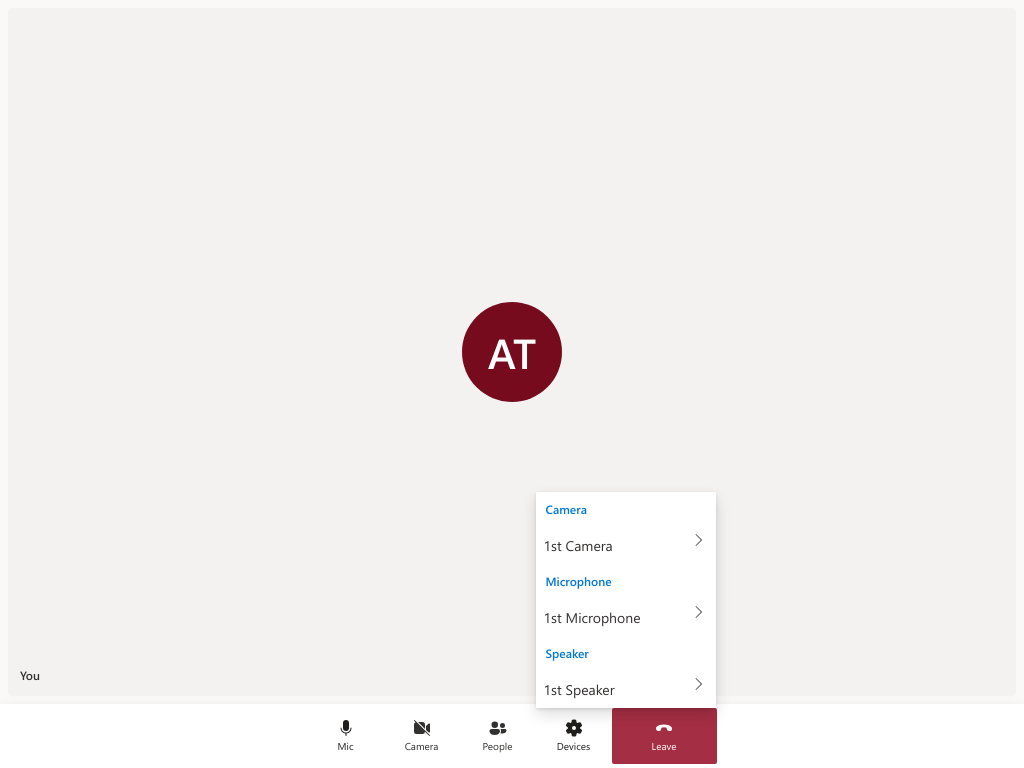 AT
Camera
1st Camera
Microphone
1st Microphone
Speaker
1st Speaker
You
Mic
Camera
People
Devices
Leave